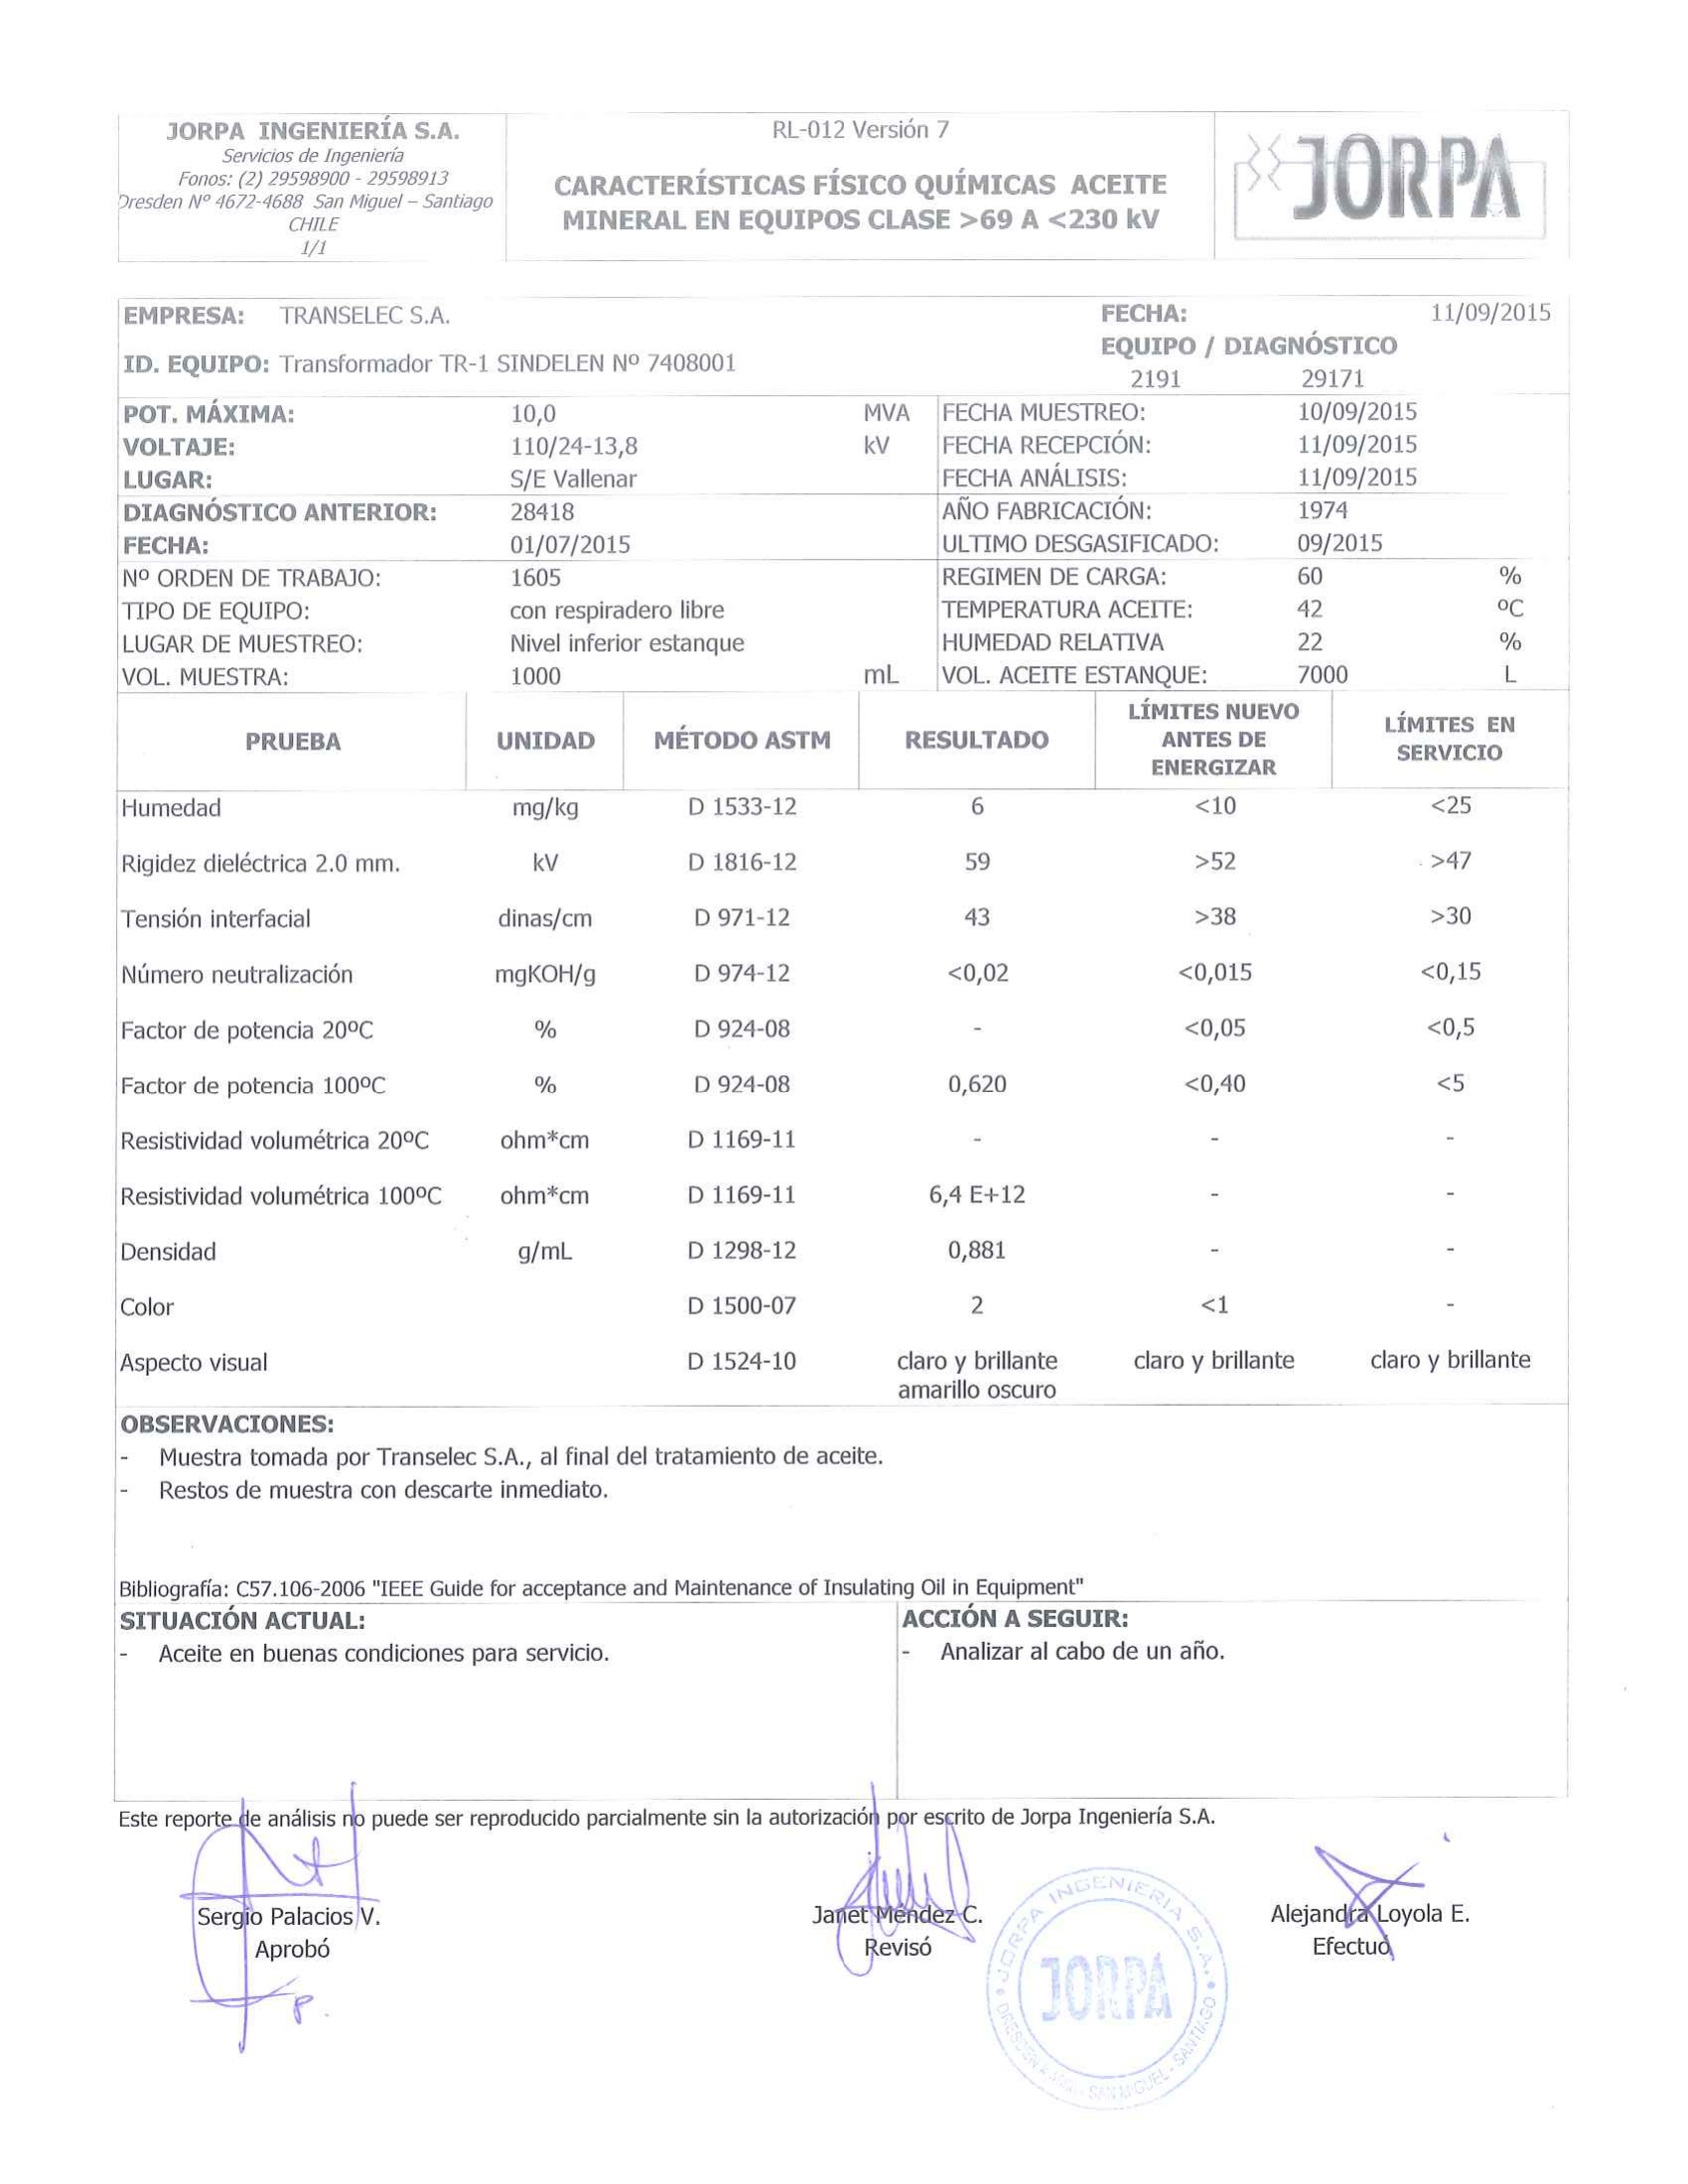 JORPA INGENIERÍA S.A.
Servicios de Ingeniería
Fonos: (2) 29598900 - 29598913
Dresden Nº 4672-4688 San Miguel – Santiago
CHILE
1/1
RL-012 Versión 7
CARACTERÍSTICAS FÍSICO QUÍMICAS ACEITE
MINERAL EN EQUIPOS CLASE >69 A <230 kV
JORPA
EMPRESA: TRANSELEC S.A. FECHA: 11/09/2015
ID. EQUIPO: Transformador TR-1 SINDELEN Nº 7408001 EQUIPO / DIAGNÓSTICO
2191 29171
POT. MÁXIMA: 10,0 MVA FECHA MUESTREO: 10/09/2015
VOLTAJE: 110/24-13,8 kV FECHA RECEPCIÓN: 11/09/2015
LUGAR: S/E Vallenar FECHA ANÁLISIS: 11/09/2015
DIAGNÓSTICO ANTERIOR: 28418 AÑO FABRICACIÓN: 1974
FECHA: 01/07/2015 ULTIMO DESGASIFICADO: 09/2015
Nº ORDEN DE TRABAJO: 1605 REGIMEN DE CARGA: 60 %
TIPO DE EQUIPO: con respiradero libre TEMPERATURA ACEITE: 42 ºC
LUGAR DE MUESTREO: Nivel inferior estanque HUMEDAD RELATIVA 22 %
VOL. MUESTRA: 1000 mL VOL. ACEITE ESTANQUE: 7000 L
PRUEBA UNIDAD MÉTODO ASTM RESULTADO LÍMITES NUEVO ANTES DE ENERGIZAR LÍMITES EN SERVICIO
Humedad mg/kg D 1533-12 6 <10 <25
Rigidez dieléctrica 2.0 mm. kV D 1816-12 59 >52 >47
Tensión interfacial dinas/cm D 971-12 43 >38 >30
Número neutralización mgKOH/g D 974-12 <0,02 <0,015 <0,15
Factor de potencia 20ºC % D 924-08 - <0,05 <0,5
Factor de potencia 100ºC % D 924-08 0,620 <0,40 <5
Resistividad volumétrica 20ºC ohm*cm D 1169-11 - - -
Resistividad volumétrica 100ºC ohm*cm D 1169-11 6,4 E+12 - -
Densidad g/mL D 1298-12 0,881 - -
Color D 1500-07 2 <1 -
Aspecto visual D 1524-10 claro y brillante claro y brillante claro y brillante
amarillo oscuro
OBSERVACIONES:
- Muestra tomada por Transelec S.A., al final del tratamiento de aceite.
- Restos de muestra con descarte inmediato.
Bibliografía: C57.106-2006 "IEEE Guide for acceptance and Maintenance of Insulating Oil in Equipment"
SITUACIÓN ACTUAL: ACCIÓN A SEGUIR:
- Aceite en buenas condiciones para servicio. - Analizar al cabo de un año.
Este reporte de análisis no puede ser reproducido parcialmente sin la autorización por escrito de Jorpa Ingeniería S.A.
Sergio Palacios V. Janet Méndez C. Alejandra Loyola E.
Aprobó Revisó Efectuó
P.
JORPA INGENIERIA S.A.
JORPA
DRESDEN SAN MIGUEL - SANTIAGO